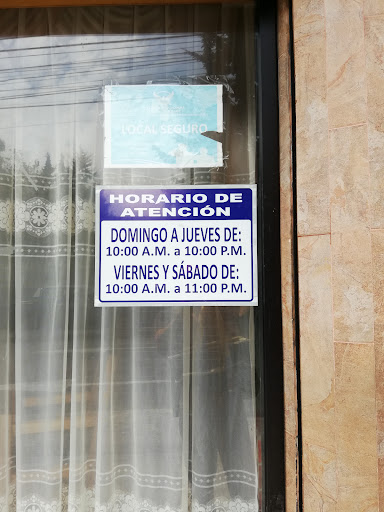 LOCAL SEGURO
HORARIO DE
ATENCIÓN
DOMINGO A JUEVES DE:
10:00 A.M. a 10:00 P.M.
VIERNES Y SÁBADO DE:
10:00 A.M. a 11:00 P.M.